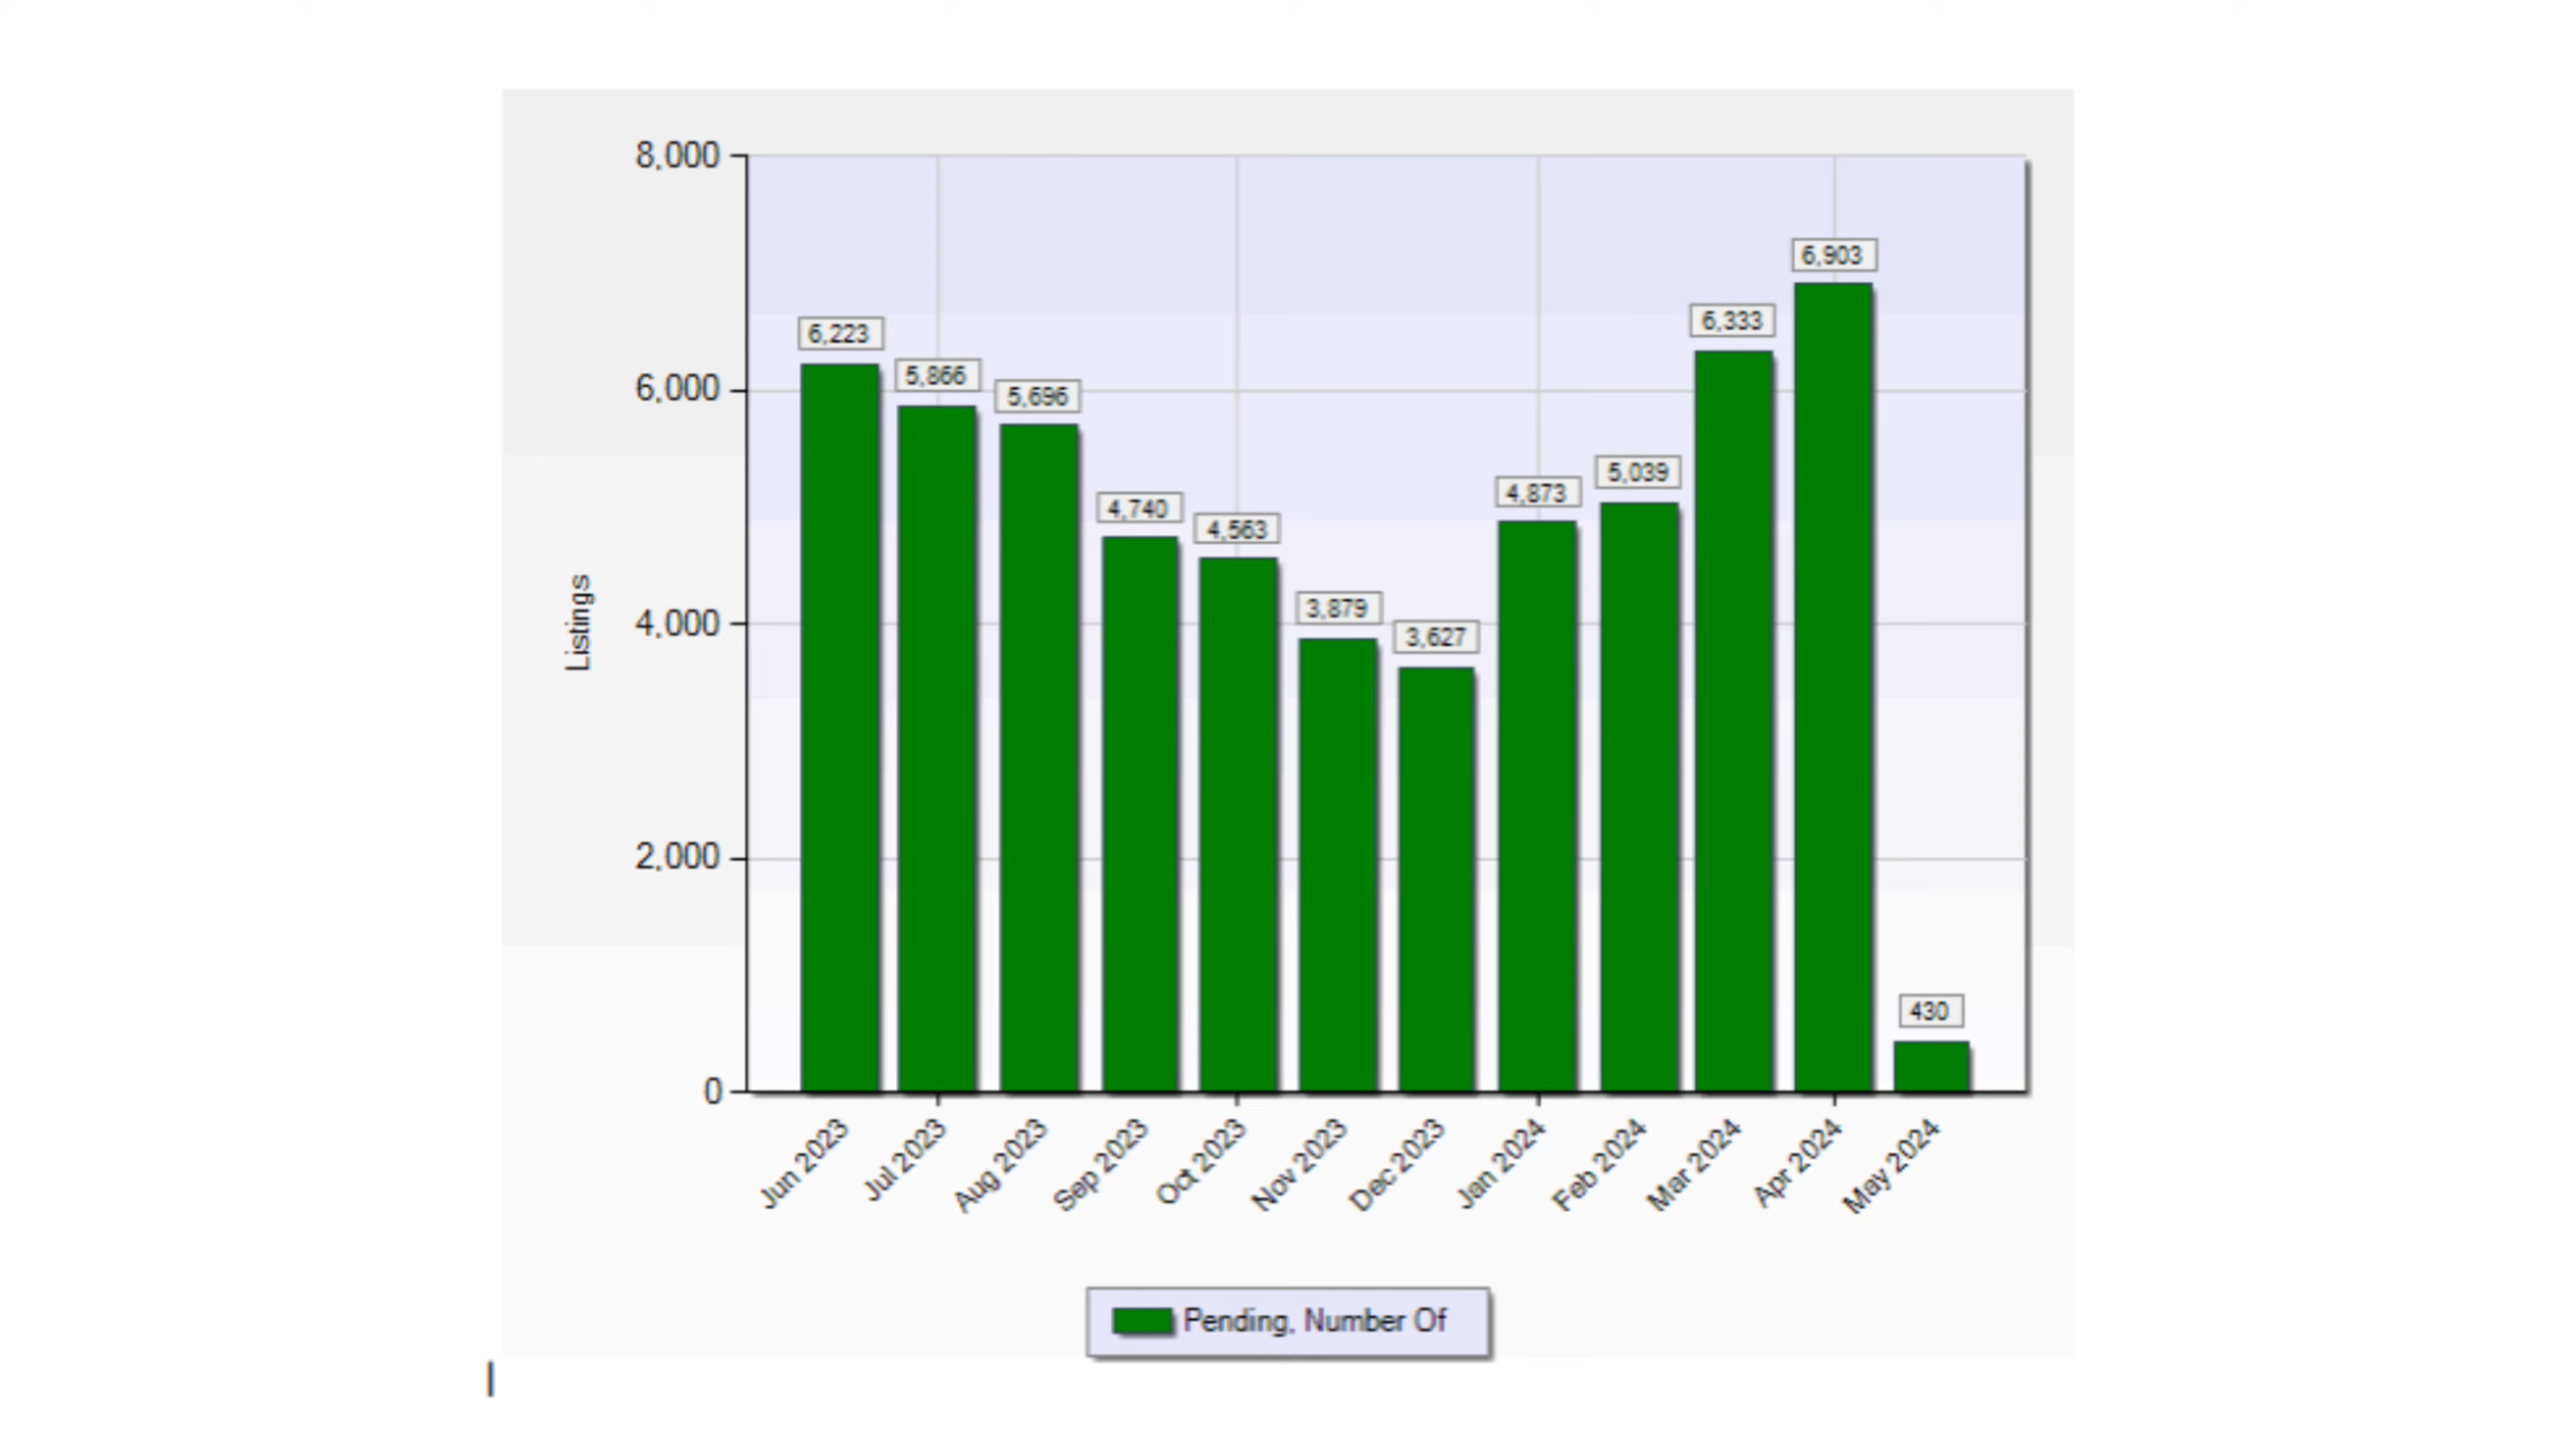 8,000
6,000
4,000
2,000
0
Listings
6,223
5,866
5,696
4,740
4,563
3,879
3,627
4,873
5,039
6,333
6,903
430
Jun 2023
Jul 2023
Aug 2023
Sep 2023
Oct 2023
Nov 2023
Dec 2023
Jan 2024
Feb 2024
Mar 2024
Apr 2024
May 2024
Pending, Number Of